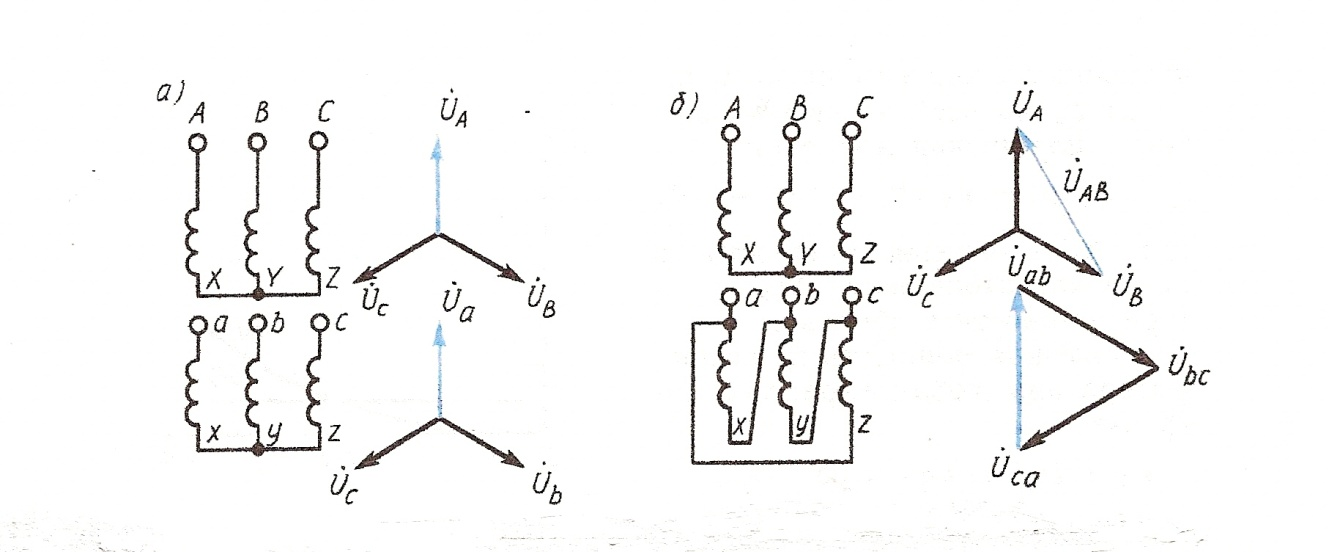 а)
A B C
U̇A
X Y Z
U̇c
U̇B
a b c
U̇a
x y z
U̇c
U̇b
б)
A B C
U̇A
U̇AB
X Y Z
U̇c
U̇B
a b c
U̇ab
U̇bc
x y z
U̇ca